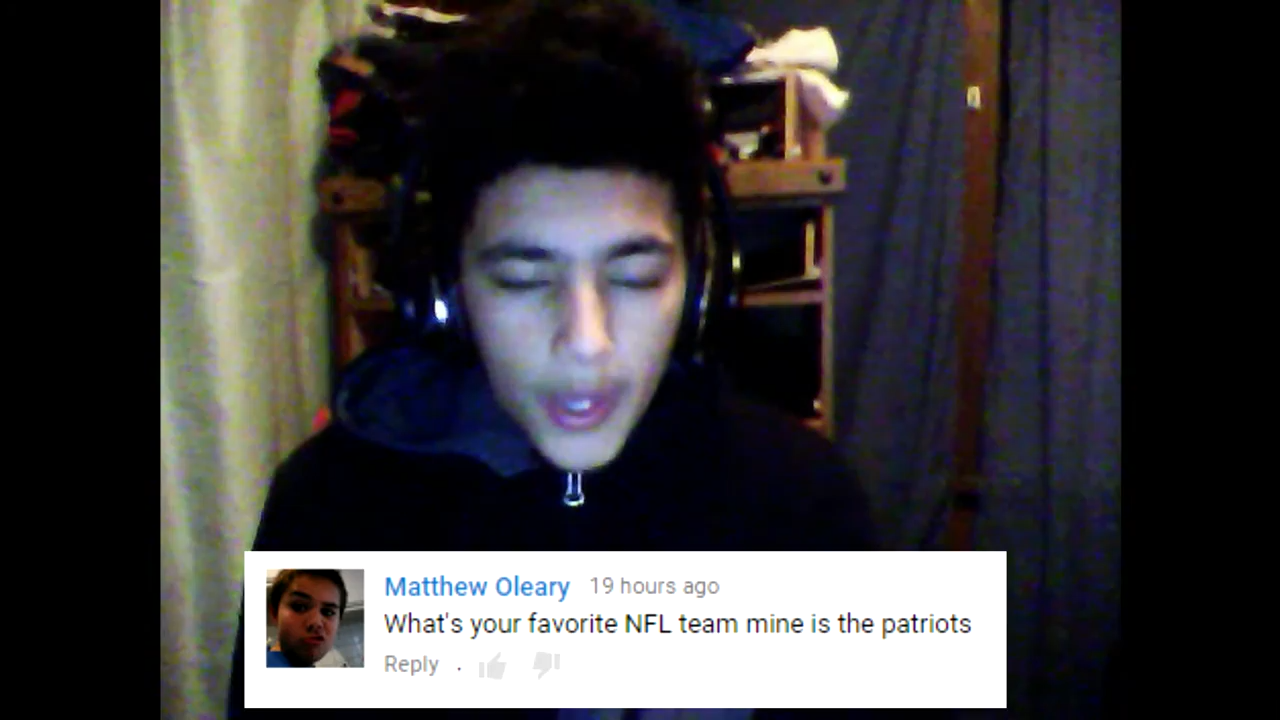 Matthew Oleary 19 hours ago
What's your favorite NFL team mine is the patriots
Reply .